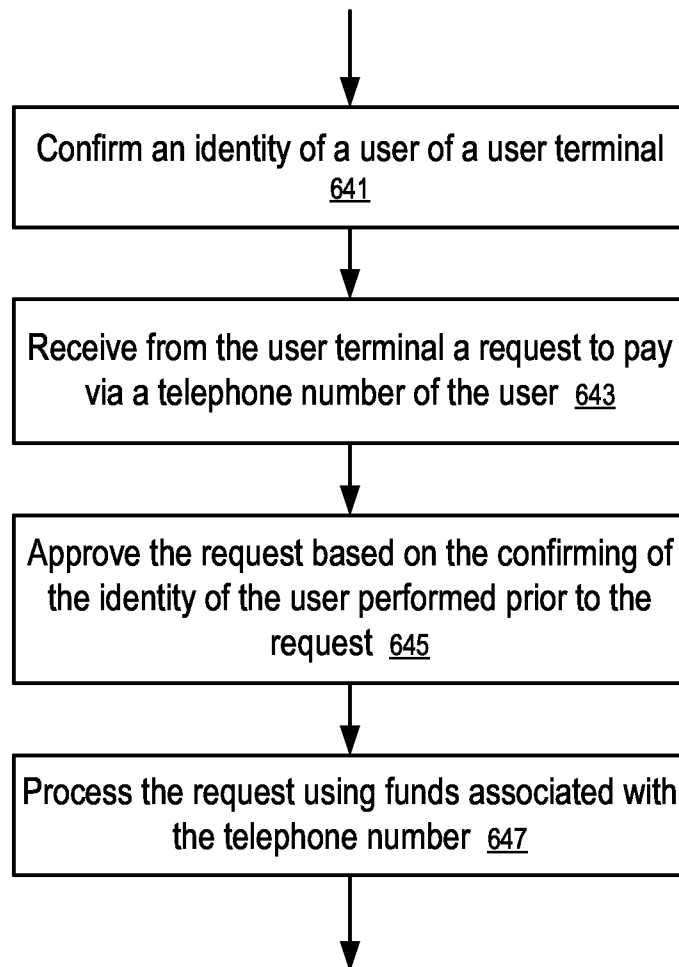 Confirm an identity of a user of a user terminal
641
Receive from the user terminal a request to pay
via a telephone number of the user 643
Approve the request based on the confirming of
the identity of the user performed prior to the
request 645
Process the request using funds associated with
the telephone number 647